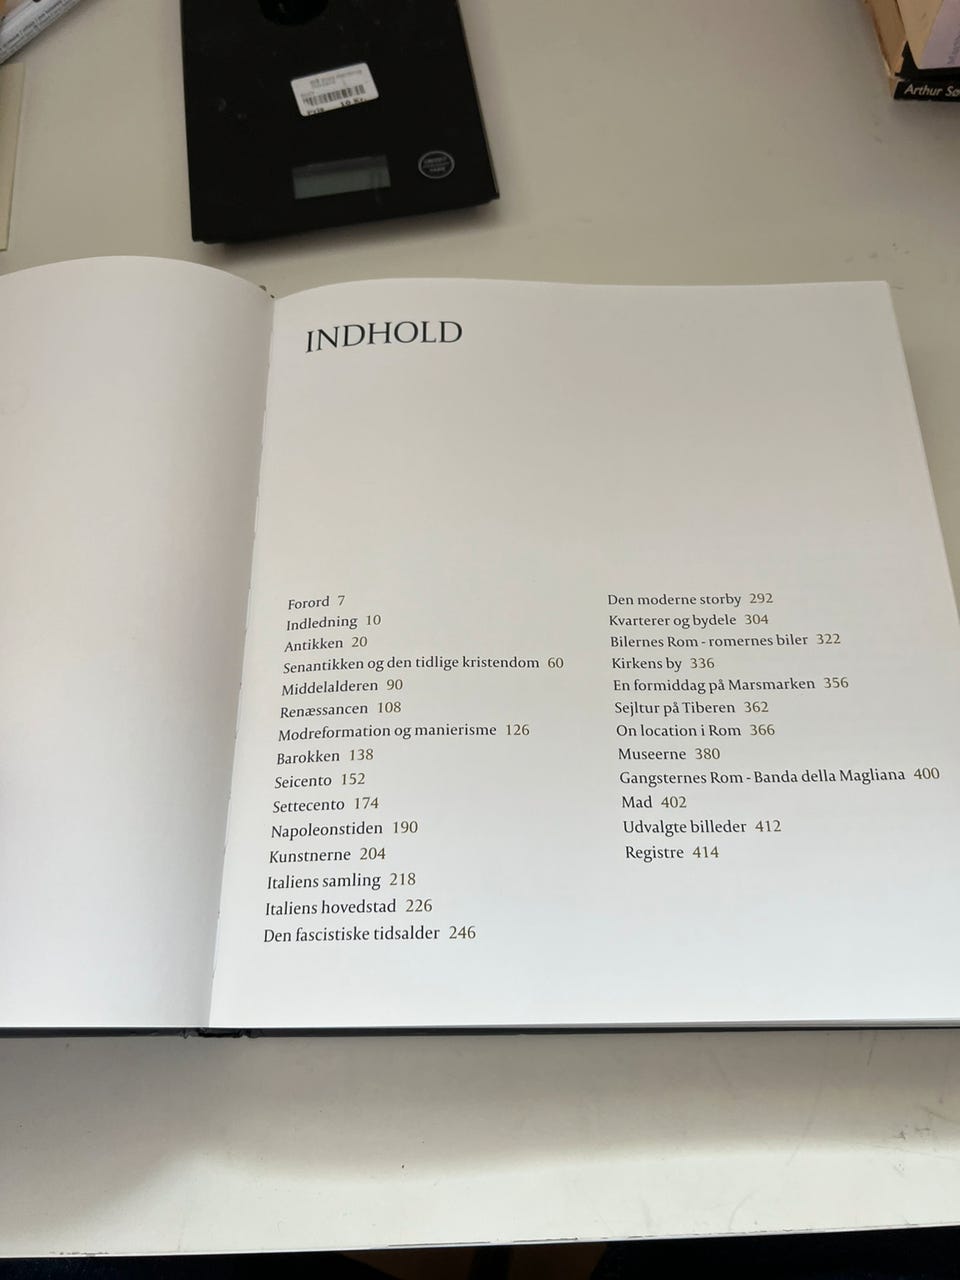 Arthur Sø
10 Kr.
INDHOLD
Forord 7
Indledning 10
Antikken 20
Senantikken og den tidlige kristendom 60
Middelalderen 90
Renæssancen 108
Modreformation og manierisme 126
Barokken 138
Seicento 152
Settecento 174
Napoleonstiden 190
Kunstnerne 204
Italiens samling 218
Italiens hovedstad 226
Den fascistiske tidsalder 246
Den moderne storby 292
Kvarterer og bydele 304
Bilernes Rom - romernes biler 322
Kirkens by 336
En formiddag på Marsmarken 356
Sejltur på Tiberen 362
On location i Rom 366
Museerne 380
Gangsternes Rom - Banda della Magliana 400
Mad 402
Udvalgte billeder 412
Registre 414